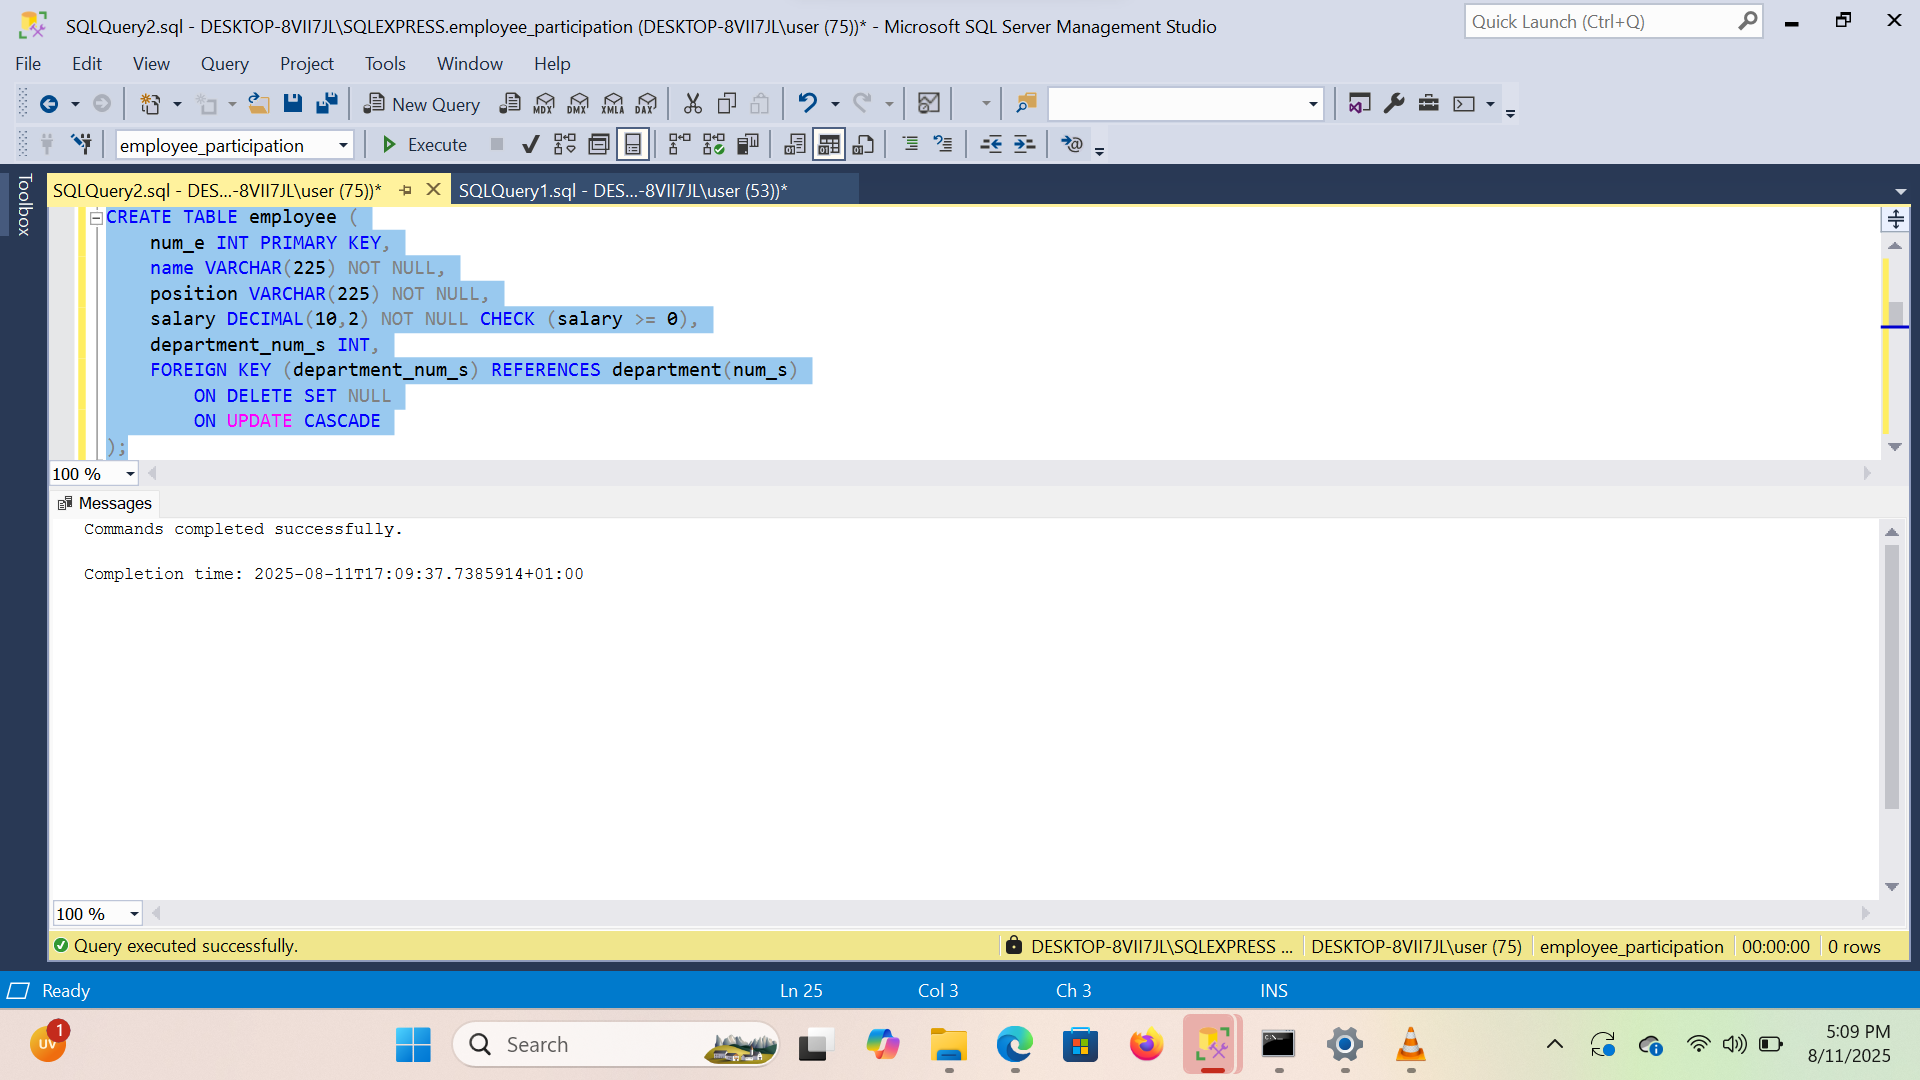 SQLQuery2.sql - DESKTOP-8VII7JL\SQLEXPRESS.employee_participation (DESKTOP-8VII7JL\user (75))* - Microsoft SQL Server Management Studio
Quick Launch (Ctrl+Q)
File Edit View Query Project Tools Window Help
New Query
MDX DMX XMLA DAX
employee_participation
Execute
Toolbox
SQLQuery2.sql - DES...-8VII7JL\user (75))*
SQLQuery1.sql - DES...-8VII7JL\user (53))*
CREATE TABLE employee (
num_e INT PRIMARY KEY,
name VARCHAR(225) NOT NULL,
position VARCHAR(225) NOT NULL,
salary DECIMAL(10,2) NOT NULL CHECK (salary >= 0),
department_num_s INT,
FOREIGN KEY (department_num_s) REFERENCES department(num_s)
ON DELETE SET NULL
ON UPDATE CASCADE
);
100 %
Messages
Commands completed successfully.
Completion time: 2025-08-11T17:09:37.7385914+01:00
100 %
Query executed successfully.
DESKTOP-8VII7JL\SQLEXPRESS ...
DESKTOP-8VII7JL\user (75)
employee_participation
00:00:00
0 rows
Ready
Ln 25
Col 3
Ch 3
INS
UV
1
Search
5:09 PM
8/11/2025